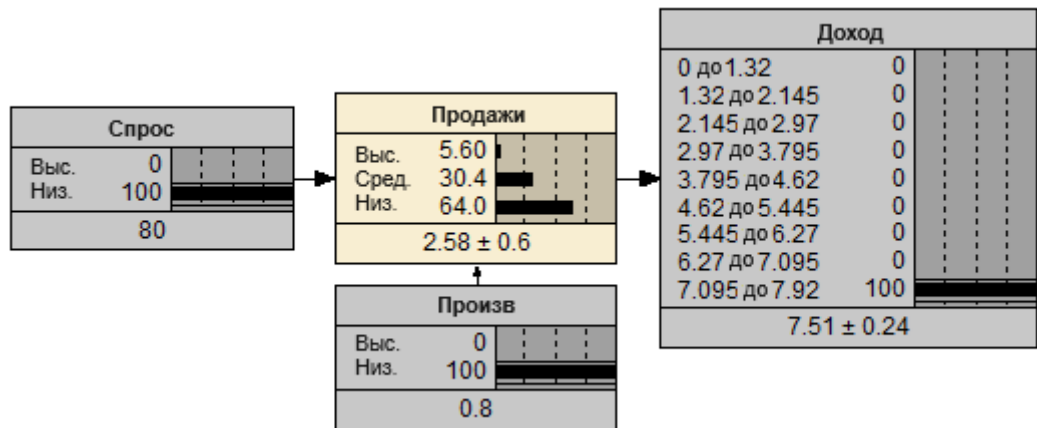 Спрос
Выс. 0
Низ. 100
80
Продажи
Выс. 5.60
Сред. 30.4
Низ. 64.0
2.58 ± 0.6
Произв
Выс. 0
Низ. 100
0.8
Доход
0 до 1.32 0
1.32 до 2.145 0
2.145 до 2.97 0
2.97 до 3.795 0
3.795 до 4.62 0
4.62 до 5.445 0
5.445 до 6.27 0
6.27 до 7.095 0
7.095 до 7.92 100
7.51 ± 0.24